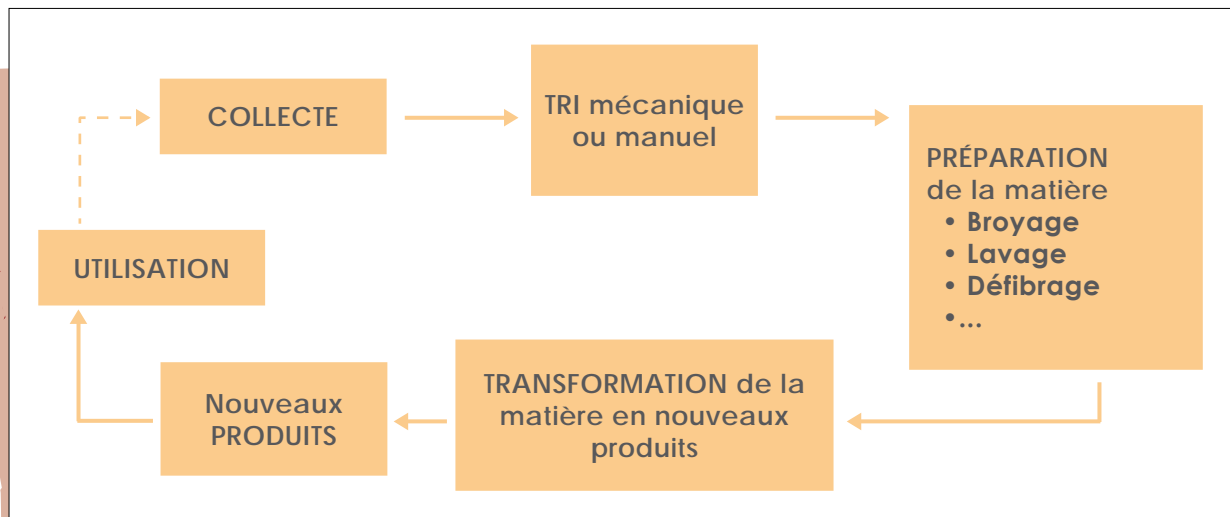 COLLECTE
TRI mécanique
ou manuel
PRÉPARATION
de la matière
• Broyage
• Lavage
• Défibrage
•...
TRANSFORMATION de la
matière en nouveaux
produits
Nouveaux
PRODUITS
UTILISATION